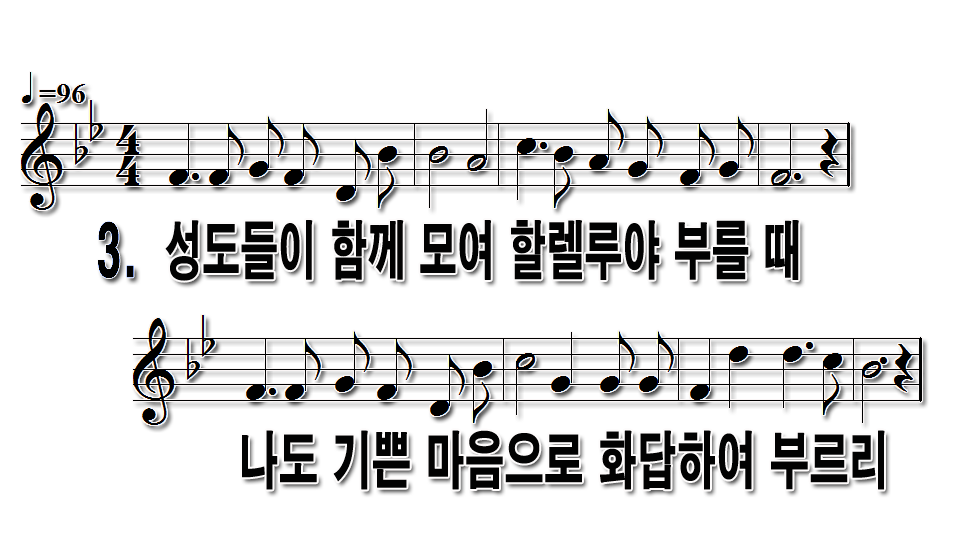 ♩=96
3. 성도들이 함께 모여 할렐루야 부를 때
나도 기쁜 마음으로 화답하여 부르리